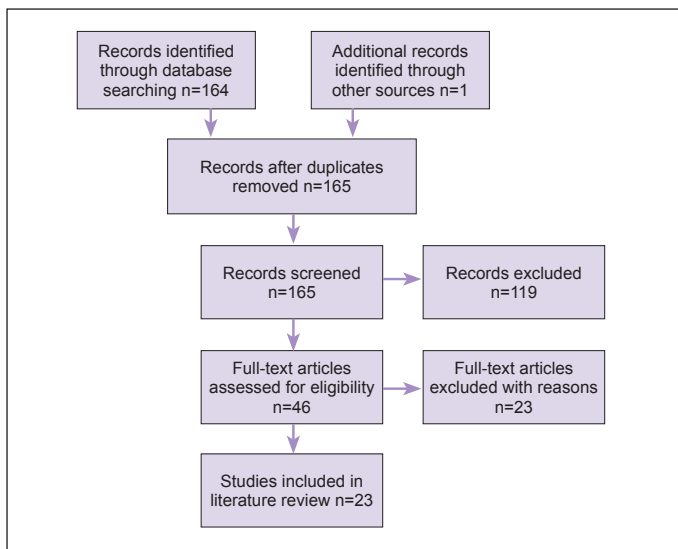 Records identified
through database
searching n=164
Additional records
identified through
other sources n=1
Records after duplicates
removed n=165
Records screened
n=165
Records excluded
n=119
Full-text articles
assessed for eligibility
n=46
Full-text articles
excluded with reasons
n=23
Studies included in
literature review n=23